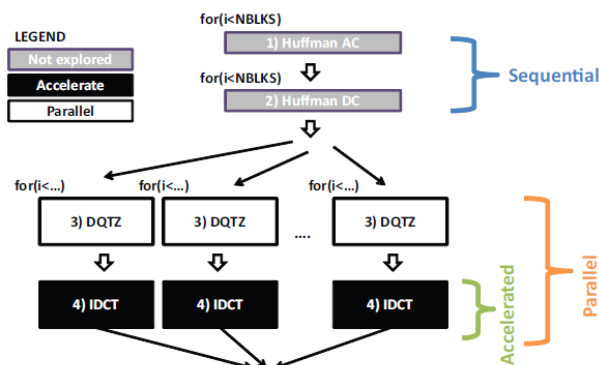 for(i<NBLKS)
LEGEND
Not explored
Accelerate
Parallel
1) Huffman AC
for(i<NBLKS)
2) Huffman DC
Sequential
for(i<...)
for(i<...)
for(i<...)
3) DQTZ
3) DQTZ
....
3) DQTZ
4) IDCT
4) IDCT
4) IDCT
Accelerated
Parallel